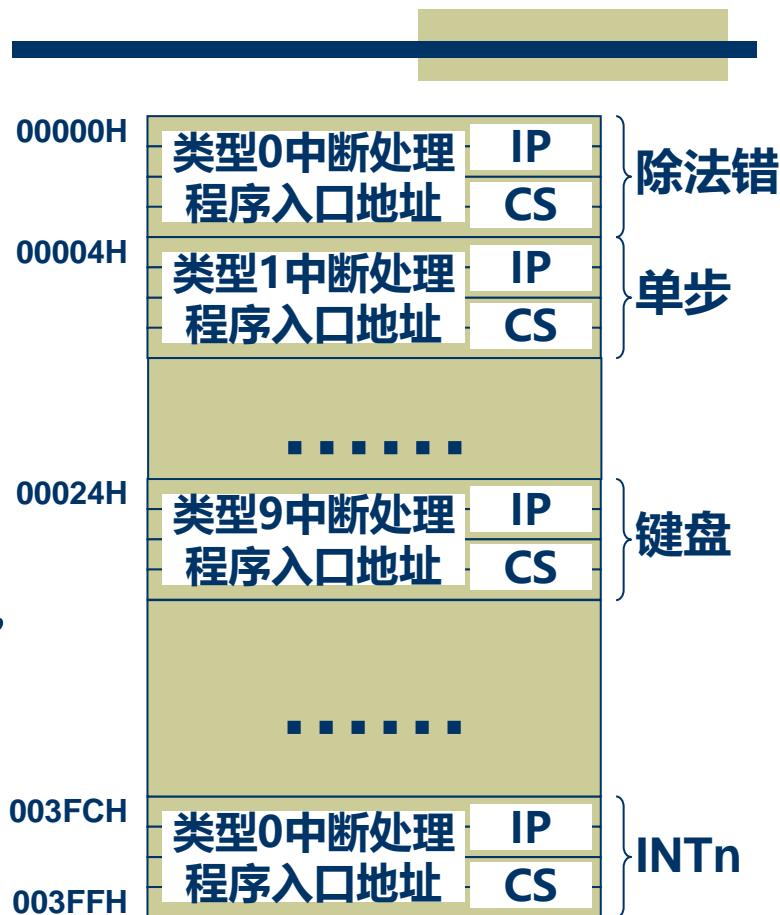 00000H
类型0中断处理
程序入口地址
IP
CS
除法错
00004H
类型1中断处理
程序入口地址
IP
CS
单步
......
00024H
类型9中断处理
程序入口地址
IP
CS
键盘
,
......
003FCH
类型0中断处理
程序入口地址
IP
CS
INTn
003FFH